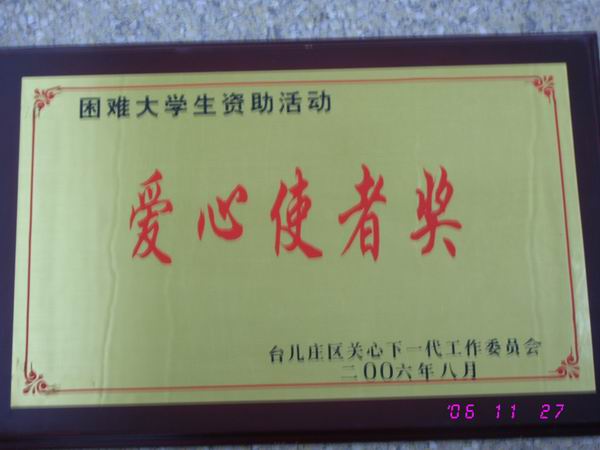 困难大学生资助活动
爱心使者奖
台儿庄区关心下一代工作委员会
二00六年八月
'06 11 27